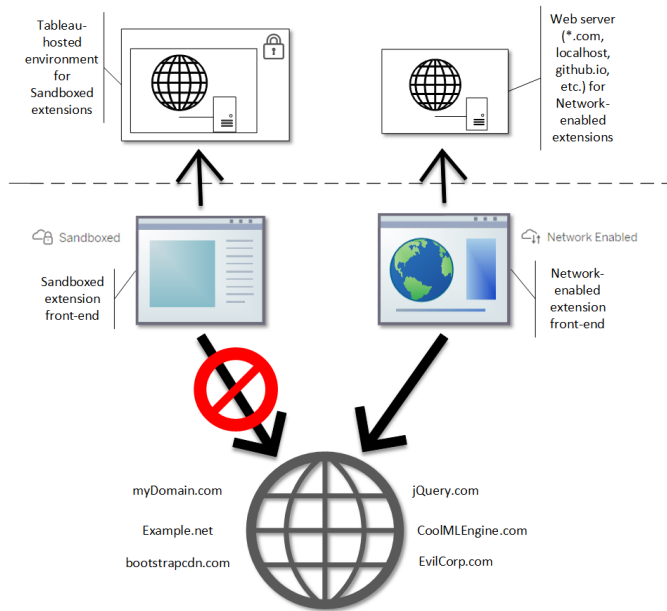 Tableau-
hosted
environment
for
Sandboxed
extensions
Web server
(*.com,
localhost,
github.io,
etc.) for
Network-
enabled
extensions
Sandboxed
Network Enabled
Sandboxed
extension
front-end
Network-
enabled
extension
front-end
myDomain.com
jQuery.com
Example.net
CoolMLEngine.com
bootstrapcdn.com
EvilCorp.com